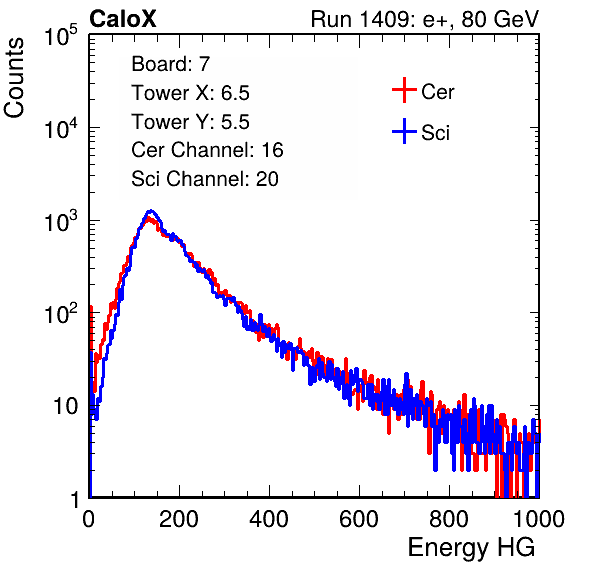 CaloX Run 1409: e+, 80 GeV
Counts
10^5
10^4
10^3
10^2
10
1
Board: 7
Tower X: 6.5
Tower Y: 5.5
Cer Channel: 16
Sci Channel: 20
Cer
Sci
0 200 400 600 800 1000
Energy HG